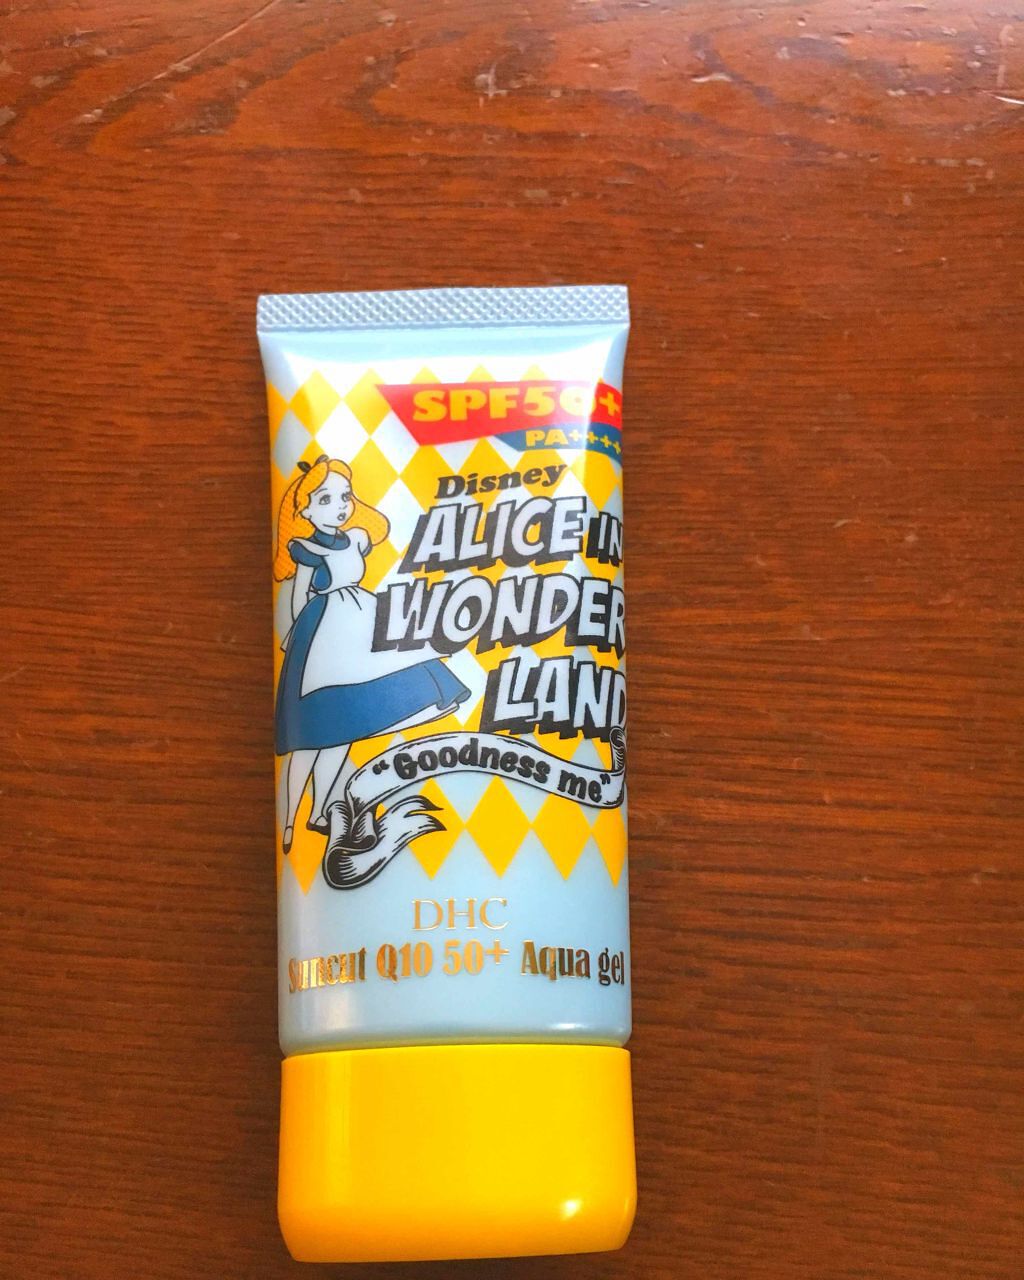 SPF50+
PA++++
Disney
ALICE IN
WONDER
LAND
"Goodness me"
DHC
Suncut Q10 50+ Aqua gel